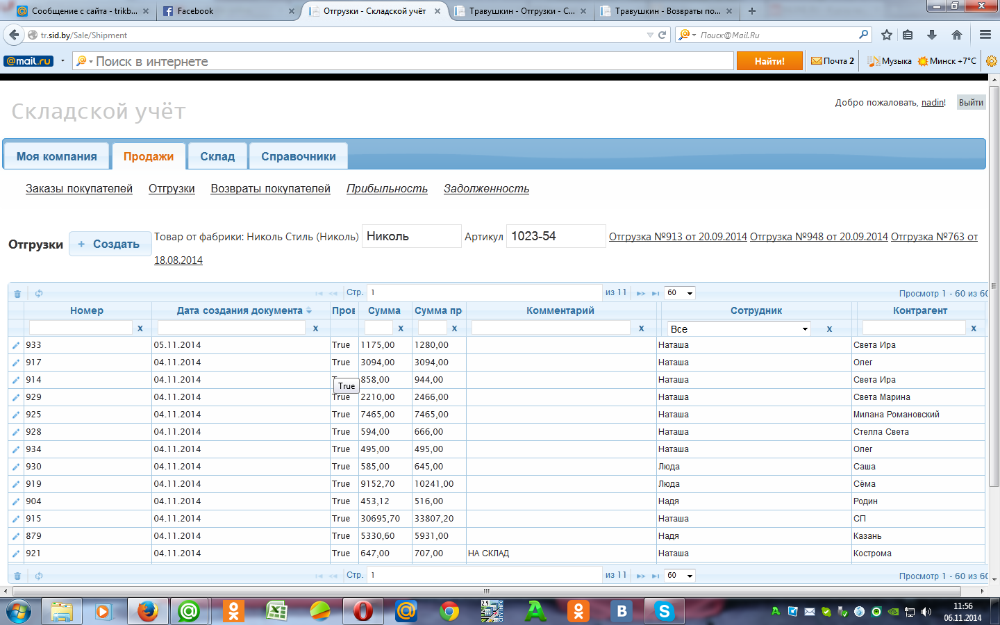 Сообщение с сайта - trikb...
Facebook
Отгрузки - Складской учёт
Травушкин - Отгрузки - С...
Травушкин - Возвраты по...
tr.sid.by/Sale/Shipment
Поиск@Mail.Ru
@mail.ru
Поиск в интернете
Найти!
Почта 2
Музыка
Минск +7°C
Складской учёт
Добро пожаловать, nadin!
Выйти
Моя компания
Продажи
Склад
Справочники
Заказы покупателей
Отгрузки
Возвраты покупателей
Прибыльность
Задолженность
Отгрузки
+ Создать
Товар от фабрики: Николь Стиль (Николь) Николь Артикул 1023-54 Отгрузка №913 от 20.09.2014 Отгрузка №948 от 20.09.2014 Отгрузка №763 от
18.08.2014
Стр. 1 из 11 60 Просмотр 1 - 60 из 60
Номер Дата создания документа Пров Сумма Сумма пр Комментарий Сотрудник Контрагент
x x x x x Все x x
933 05.11.2014 True 1175,00 1280,00 Наташа Света Ира
917 04.11.2014 True 3094,00 3094,00 Наташа Олег
914 04.11.2014 858,00 944,00 Наташа Света Ира
True
929 04.11.2014 True 2210,00 2466,00 Наташа Света Марина
925 04.11.2014 True 7465,00 7465,00 Наташа Милана Романовский
928 04.11.2014 True 594,00 666,00 Наташа Стелла Света
934 04.11.2014 True 495,00 495,00 Наташа Олег
930 04.11.2014 True 585,00 645,00 Люда Саша
919 04.11.2014 True 9152,70 10241,00 Люда Сёма
904 04.11.2014 True 453,12 516,00 Надя Родин
915 04.11.2014 True 30695,70 33807,20 Наташа СП
879 04.11.2014 True 5330,60 5931,00 Надя Казань
921 04.11.2014 True 647,00 707,00 НА СКЛАД Наташа Кострома
Стр. 1 из 11 60 Просмотр 1 - 60 из 60
11:56
06.11.2014